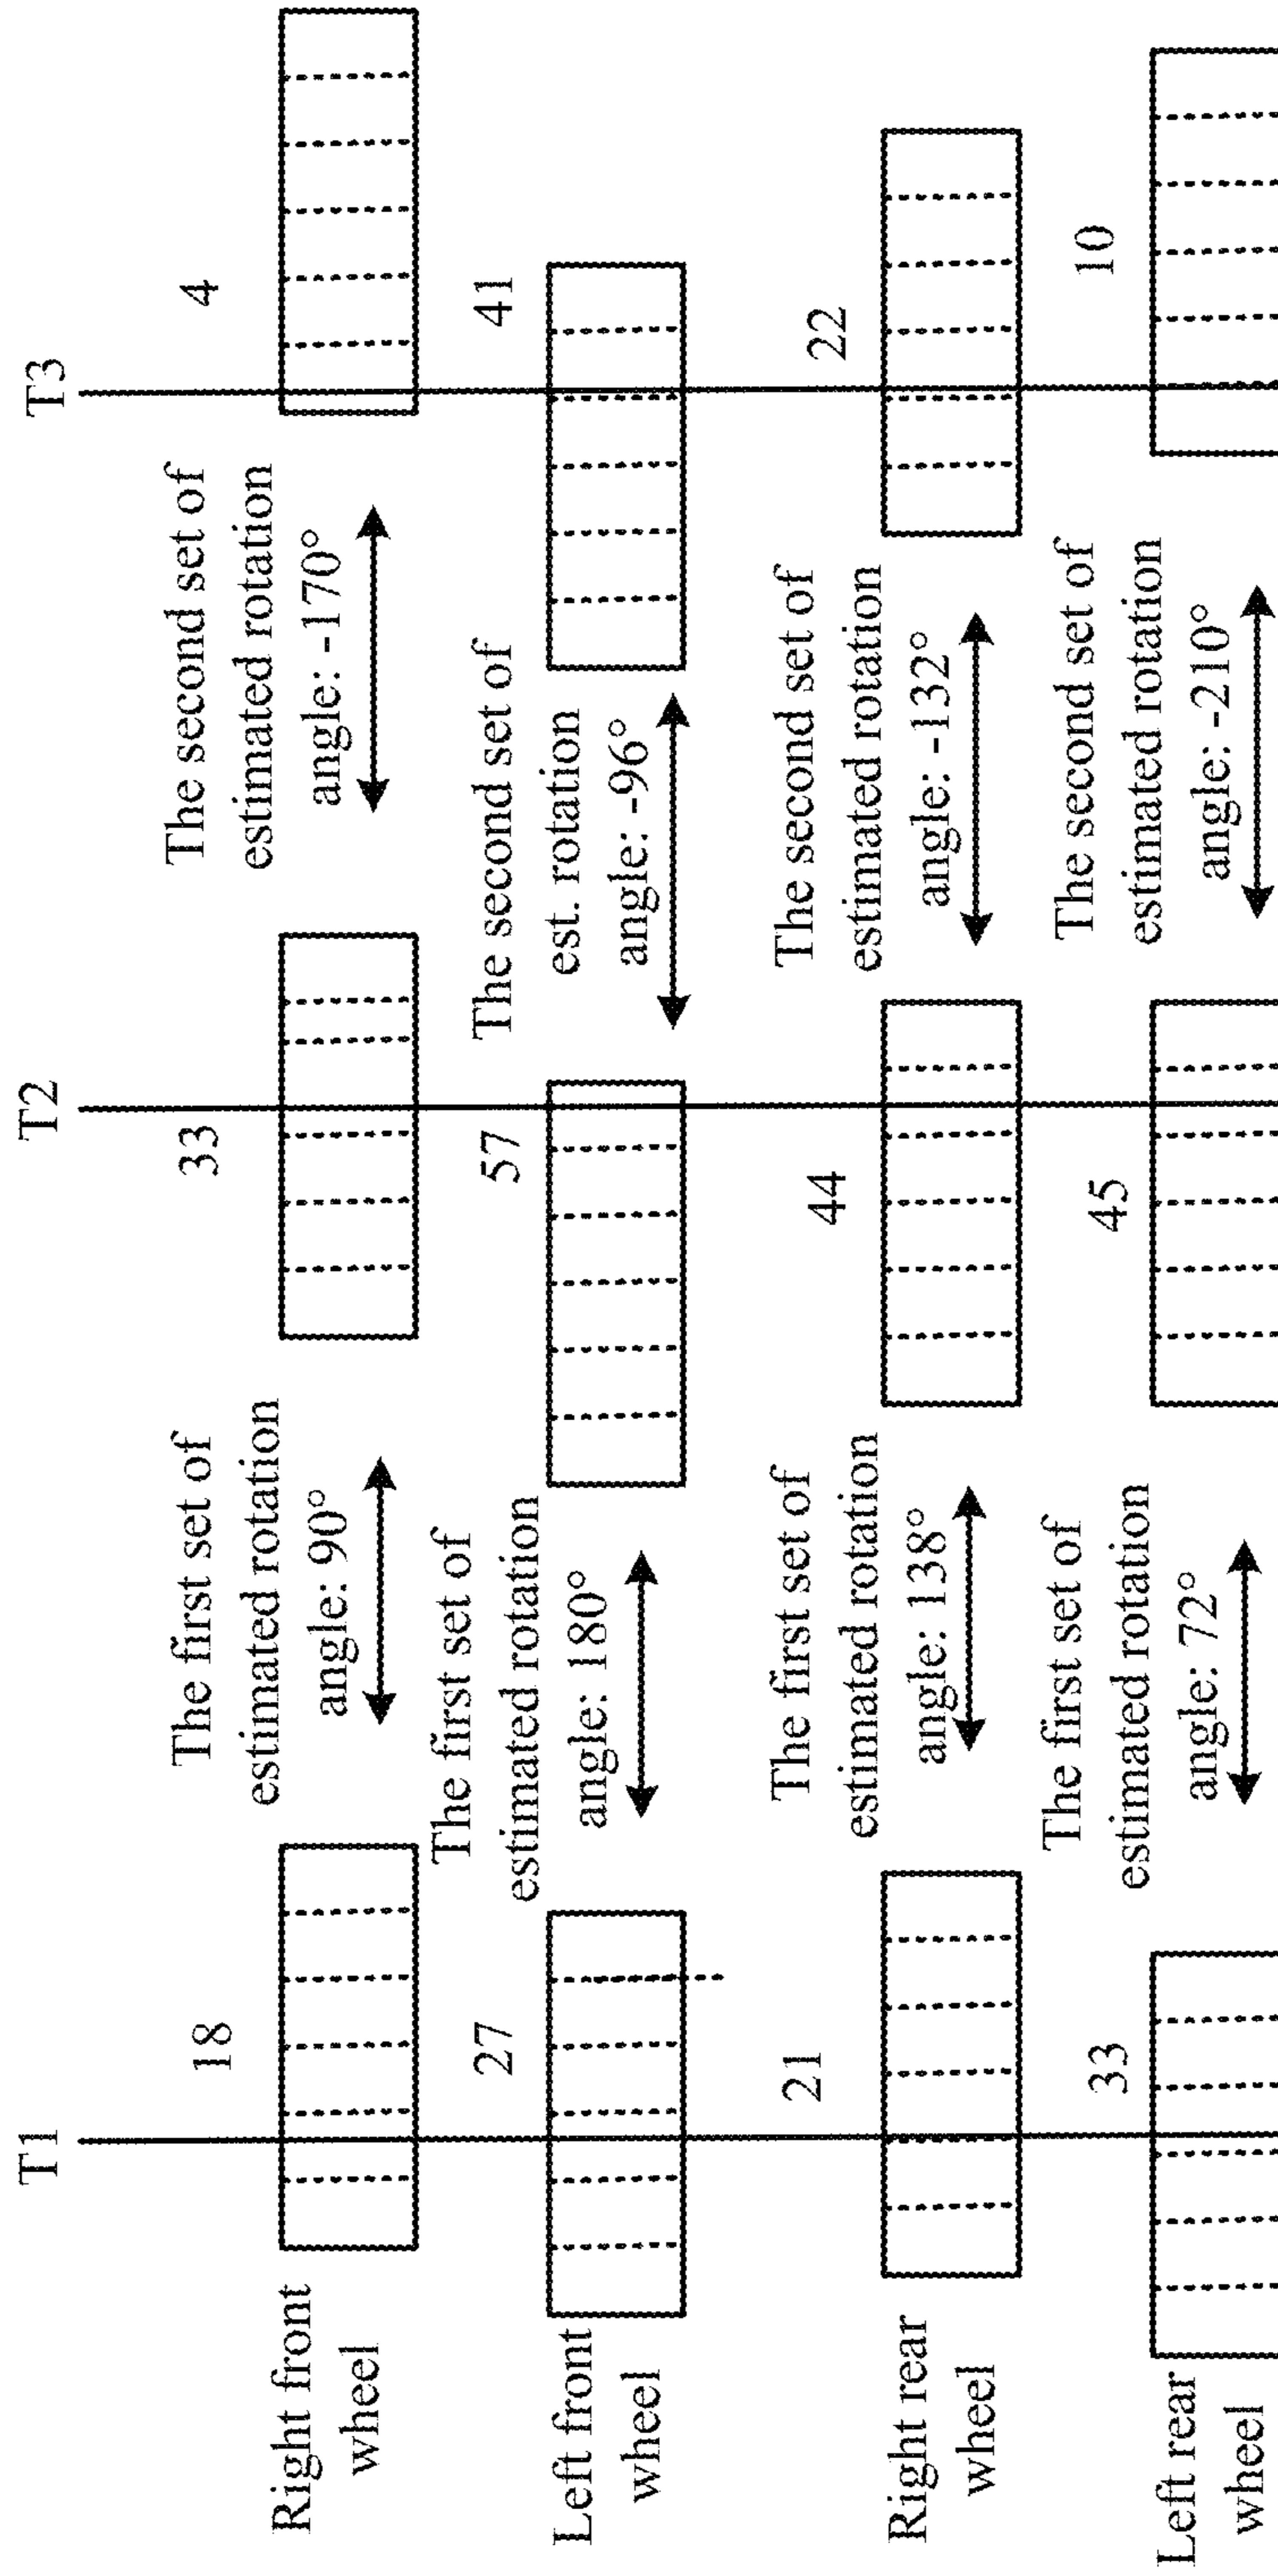 T1
T2
T3
Right front
wheel
18
The first set of
estimated rotation
angle: 90°
33
The second set of
estimated rotation
angle: -170°
4
Left front
wheel
27
The first set of
estimated rotation
angle: 180°
57
The second set of
est. rotation
angle: -96°
41
Right rear
wheel
21
The first set of
estimated rotation
angle: 138°
44
The second set of
estimated rotation
angle: -132°
22
Left rear
wheel
33
The first set of
estimated rotation
angle: 72°
45
The second set of
estimated rotation
angle: -210°
10